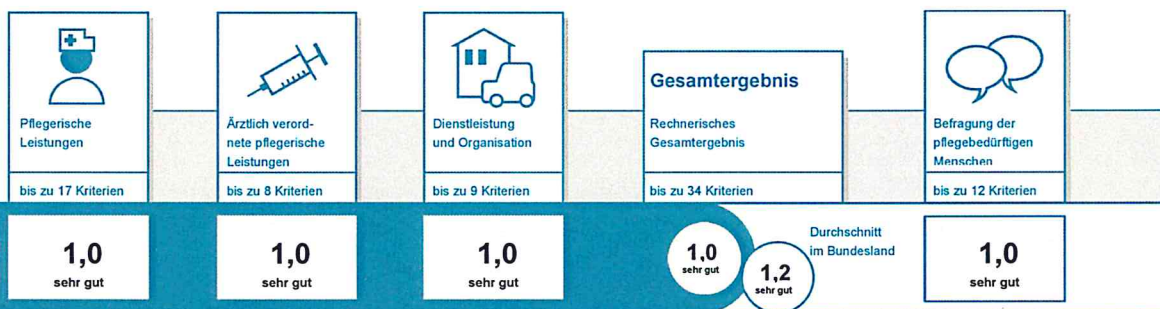 Pflegerische
Leistungen
bis zu 17 Kriterien
1,0
sehr gut
Ärztlich verord-
nete pflegerische
Leistungen
bis zu 8 Kriterien
1,0
sehr gut
Dienstleistung
und Organisation
bis zu 9 Kriterien
1,0
sehr gut
Gesamtergebnis
Rechnerisches
Gesamtergebnis
bis zu 34 Kriterien
1,0
sehr gut
1,2
sehr gut
Durchschnitt
im Bundesland
Befragung der
pflegebedürftigen
Menschen
bis zu 12 Kriterien
1,0
sehr gut